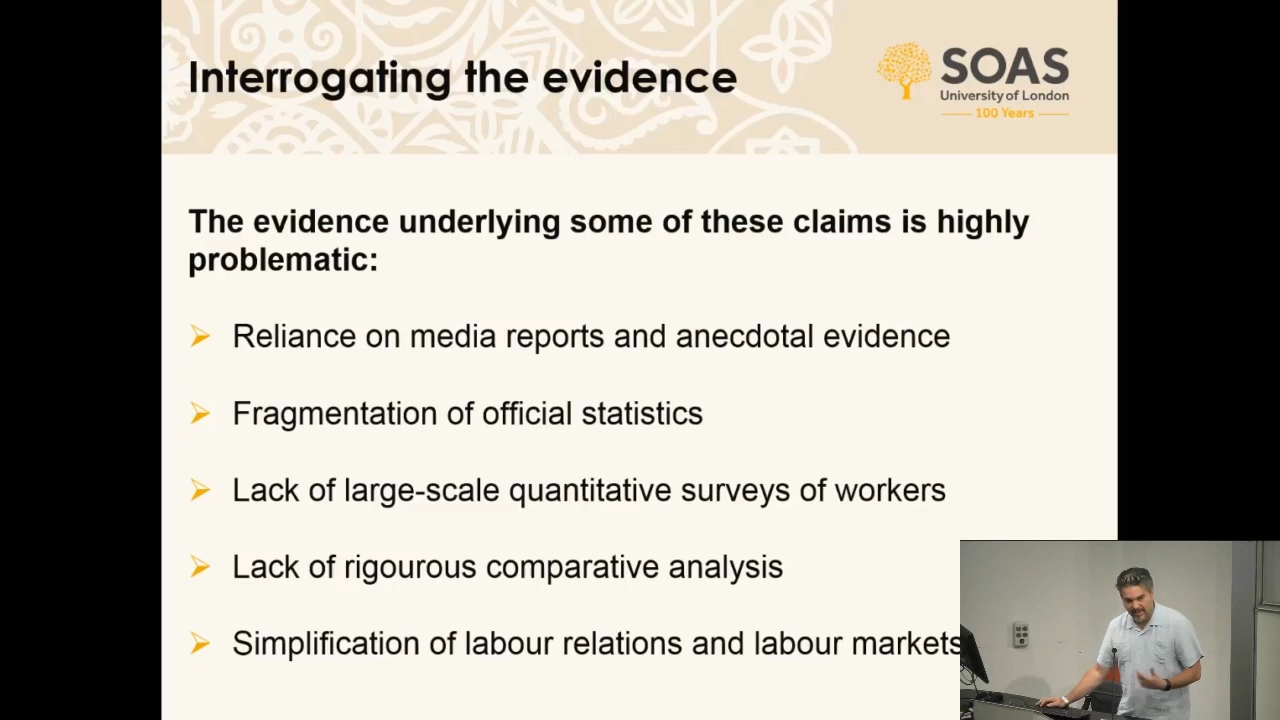 Interrogating the evidence
SOAS
University of London
100 Years
The evidence underlying some of these claims is highly
problematic:
Reliance on media reports and anecdotal evidence
Fragmentation of official statistics
Lack of large-scale quantitative surveys of workers
Lack of rigourous comparative analysis
Simplification of labour relations and labour markets